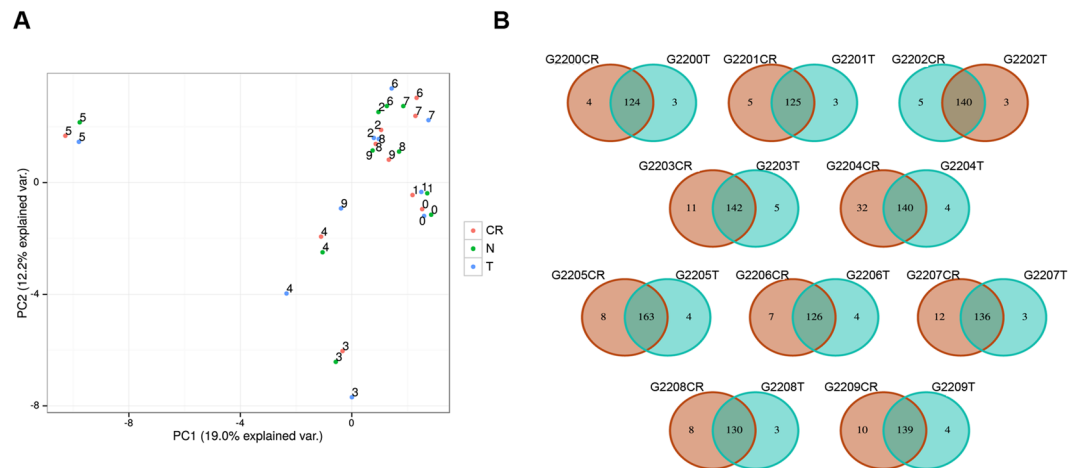 A
B
6
6
2
6
7
7
7
5
5
5
2
2
8
8
8
9
9
1
1
1
0
0
0
9
4
4
4
3
3
3
0
-4
-8
-8
-4
0
PC2 (12.2% explained var.)
PC1 (19.0% explained var.)
CR
N
T
G2200CR G2200T
4 124 3
G2201CR G2201T
5 125 3
G2202CR G2202T
5 140 3
G2203CR G2203T
11 142 5
G2204CR G2204T
32 140 4
G2205CR G2205T
8 163 4
G2206CR G2206T
7 126 4
G2207CR G2207T
12 136 3
G2208CR G2208T
8 130 3
G2209CR G2209T
10 139 4